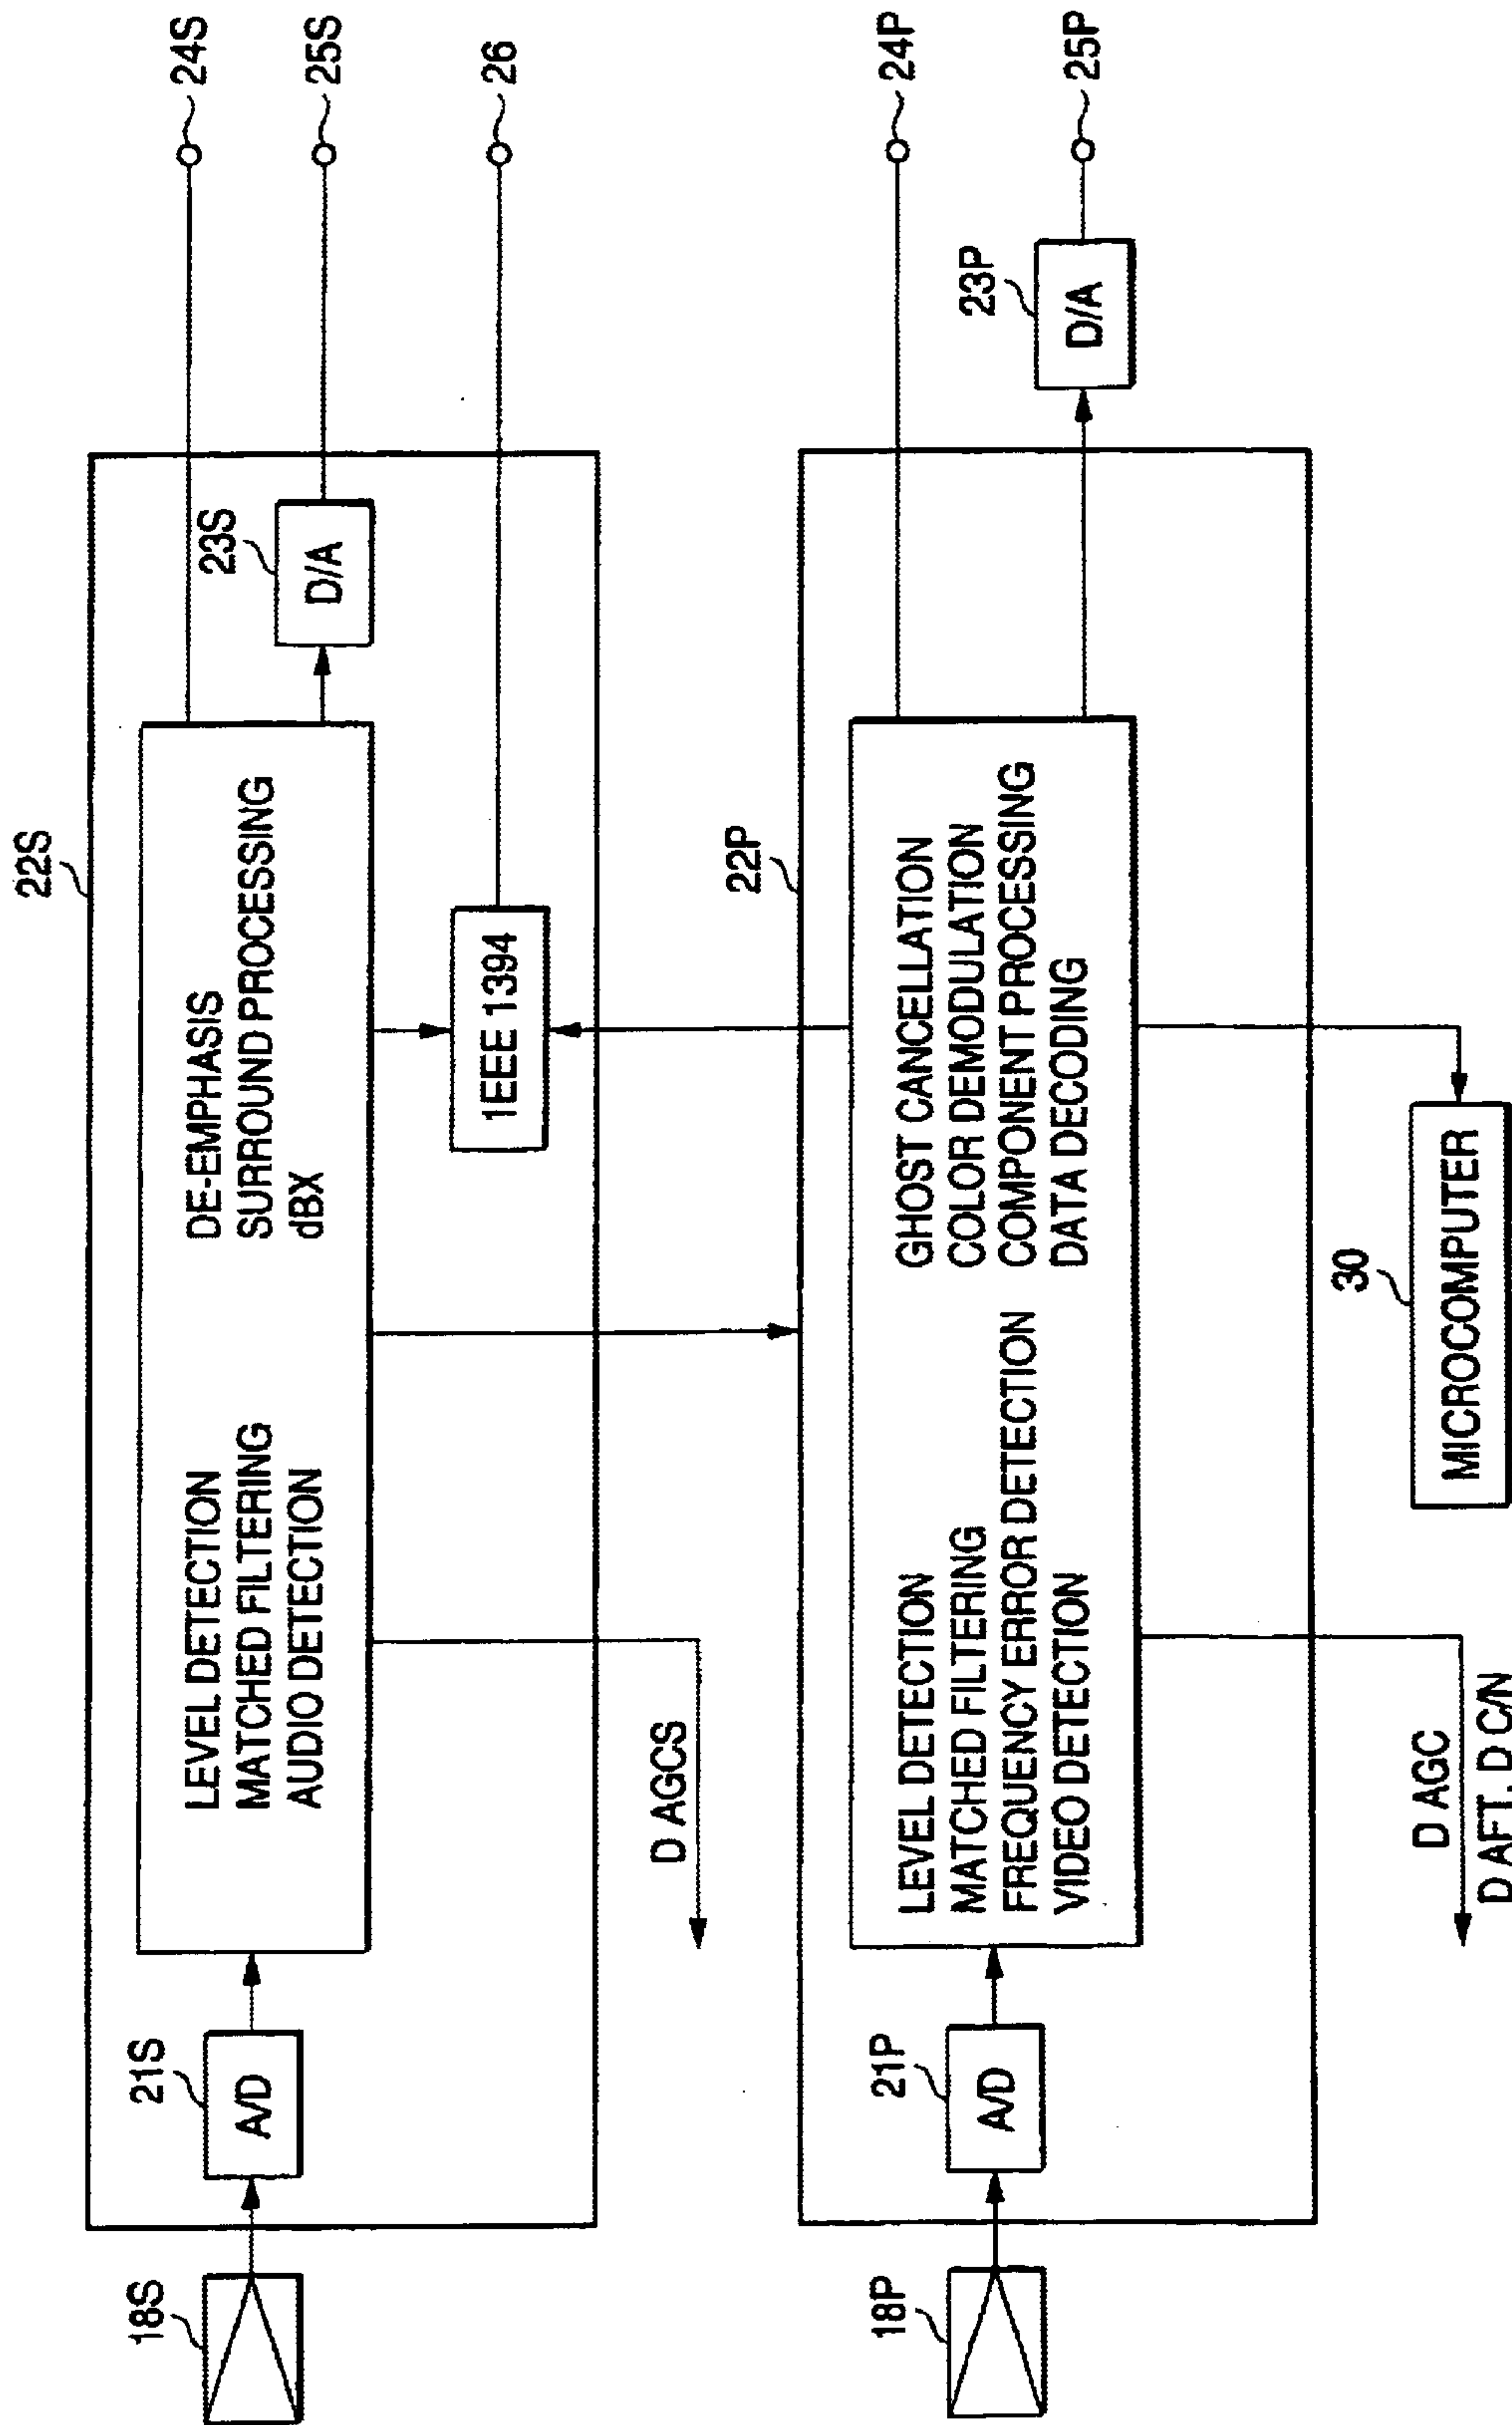 18S
21S
A/D
22S
LEVEL DETECTION
MATCHED FILTERING
AUDIO DETECTION
DE-EMPHASIS
SURROUND PROCESSING
dBX
23S
D/A
24S
25S
26
1EEE 1394
D AGCS
18P
21P
A/D
22P
LEVEL DETECTION
MATCHED FILTERING
FREQUENCY ERROR DETECTION
VIDEO DETECTION
GHOST CANCELLATION
COLOR DEMODULATION
COMPONENT PROCESSING
DATA DECODING
23P
D/A
24P
25P
D AGC
D AFT, D C/N
30
MICROCOMPUTER